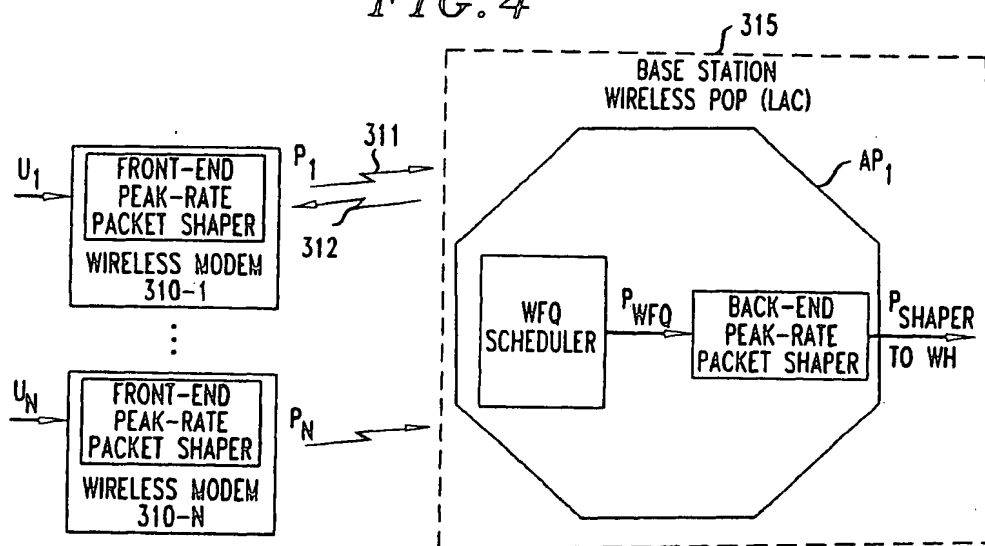 FIG. 4
315
BASE STATION
WIRELESS POP (LAC)
U1
FRONT-END
PEAK-RATE
PACKET SHAPER
WIRELESS MODEM
310-1
P1
311
312
AP1
WFQ
SCHEDULER
PWFQ
BACK-END
PEAK-RATE
PACKET SHAPER
PSHAPER
TO WH
UN
FRONT-END
PEAK-RATE
PACKET SHAPER
WIRELESS MODEM
310-N
PN